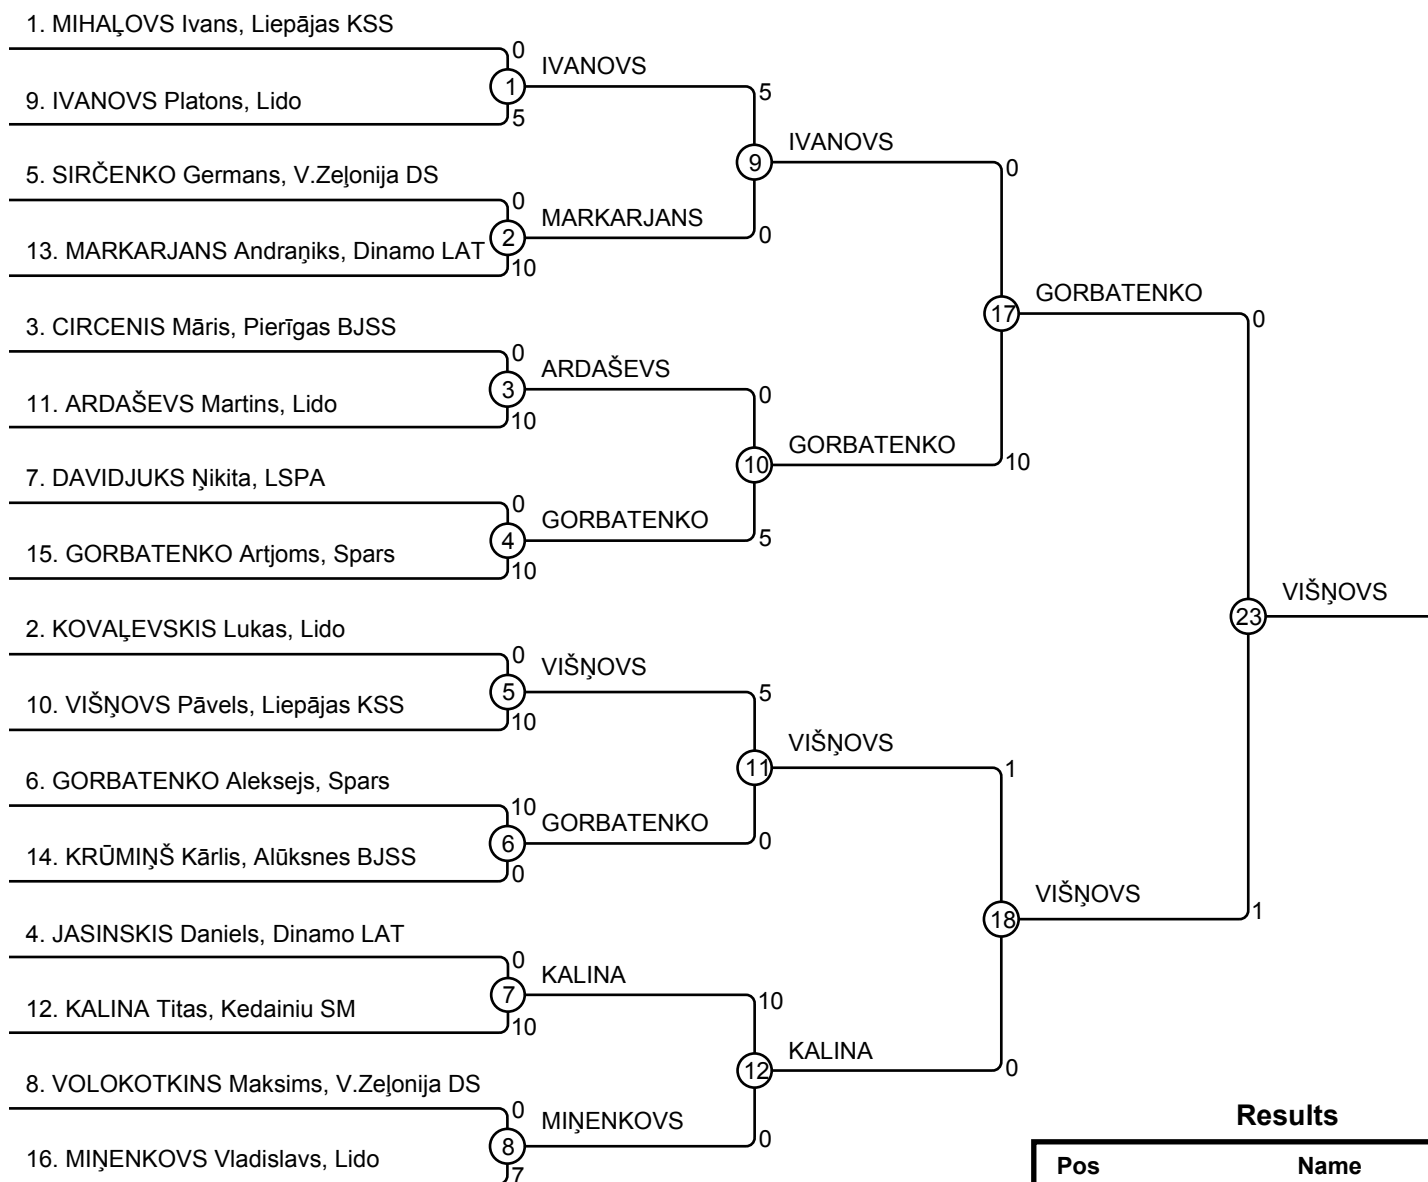 1. MIHAĻOVS Ivans, Liepājas KSS
0
IVANOVS
1
5
9. IVANOVS Platons, Lido
5
IVANOVS
9
0
5. SIRČENKO Germans, V.Zeļonija DS
0
MARKARJANS
2
0
13. MARKARJANS Andraņiks, Dinamo LAT
10
GORBATENKO
17
0
3. CIRCENIS Māris, Pierīgas BJSS
0
ARDAŠEVS
3
0
11. ARDAŠEVS Martins, Lido
10
GORBATENKO
10
10
7. DAVIDJUKS Ņikita, LSPA
0
GORBATENKO
4
5
15. GORBATENKO Artjoms, Spars
10
VIŠŅOVS
23
2. KOVAĻEVSKIS Lukas, Lido
0
VIŠŅOVS
5
5
10. VIŠŅOVS Pāvels, Liepājas KSS
10
VIŠŅOVS
11
1
6. GORBATENKO Aleksejs, Spars
10
GORBATENKO
6
0
14. KRŪMIŅŠ Kārlis, Alūksnes BJSS
0
VIŠŅOVS
18
1
4. JASINSKIS Daniels, Dinamo LAT
0
KALINA
7
10
12. KALINA Titas, Kedainiu SM
10
KALINA
12
0
8. VOLOKOTKINS Maksims, V.Zeļonija DS
0
MIŅENKOVS
8
0
16. MIŅENKOVS Vladislavs, Lido
7
Results
Pos Name